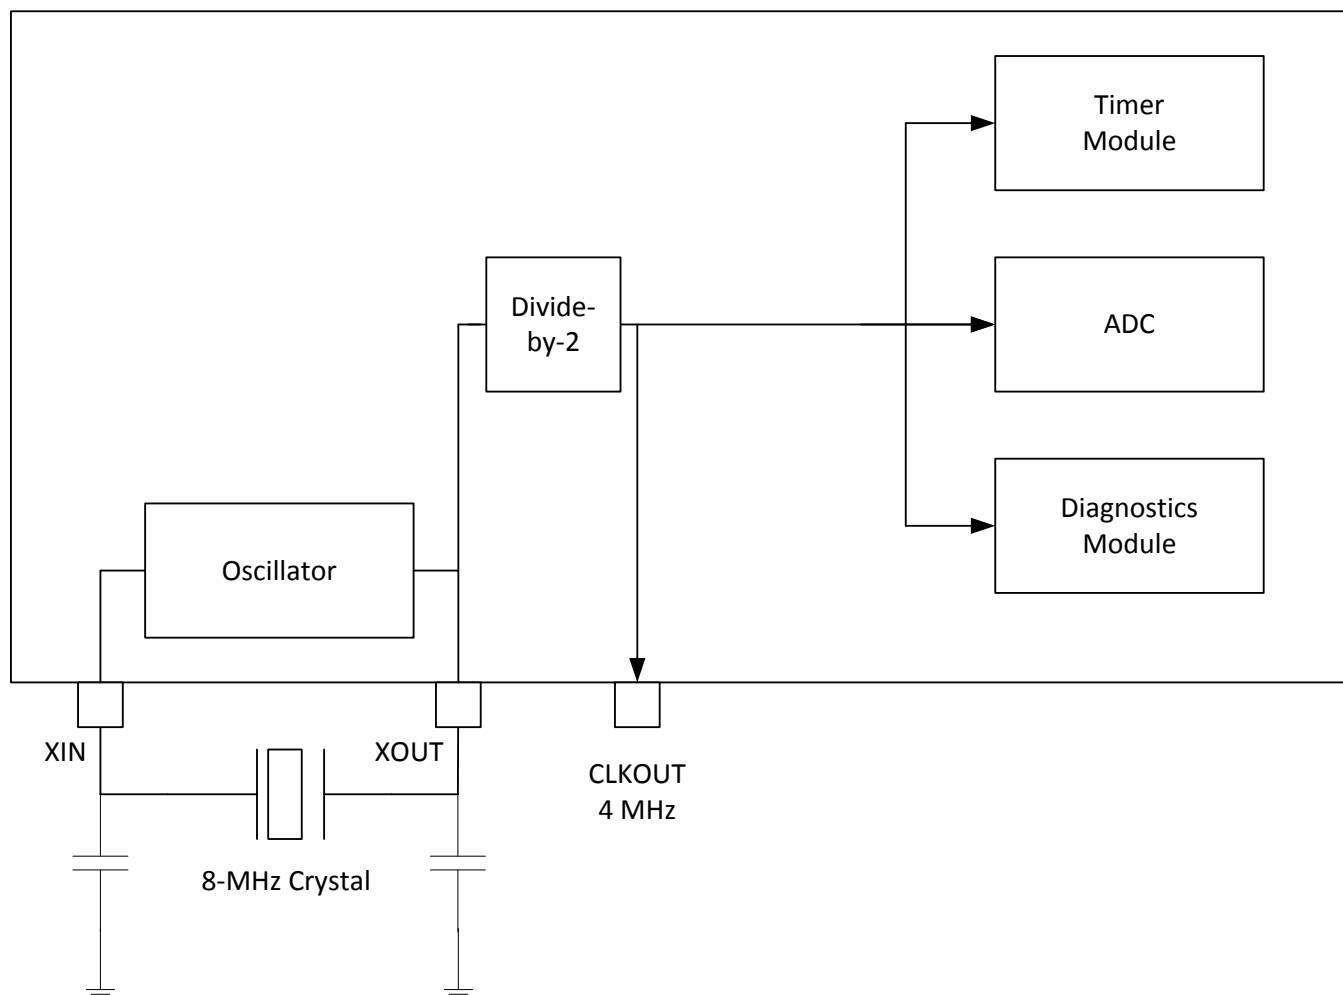 Timer
Module
Divide-
by-2
ADC
Diagnostics
Module
Oscillator
XIN
XOUT
CLKOUT
4 MHz
8-MHz Crystal